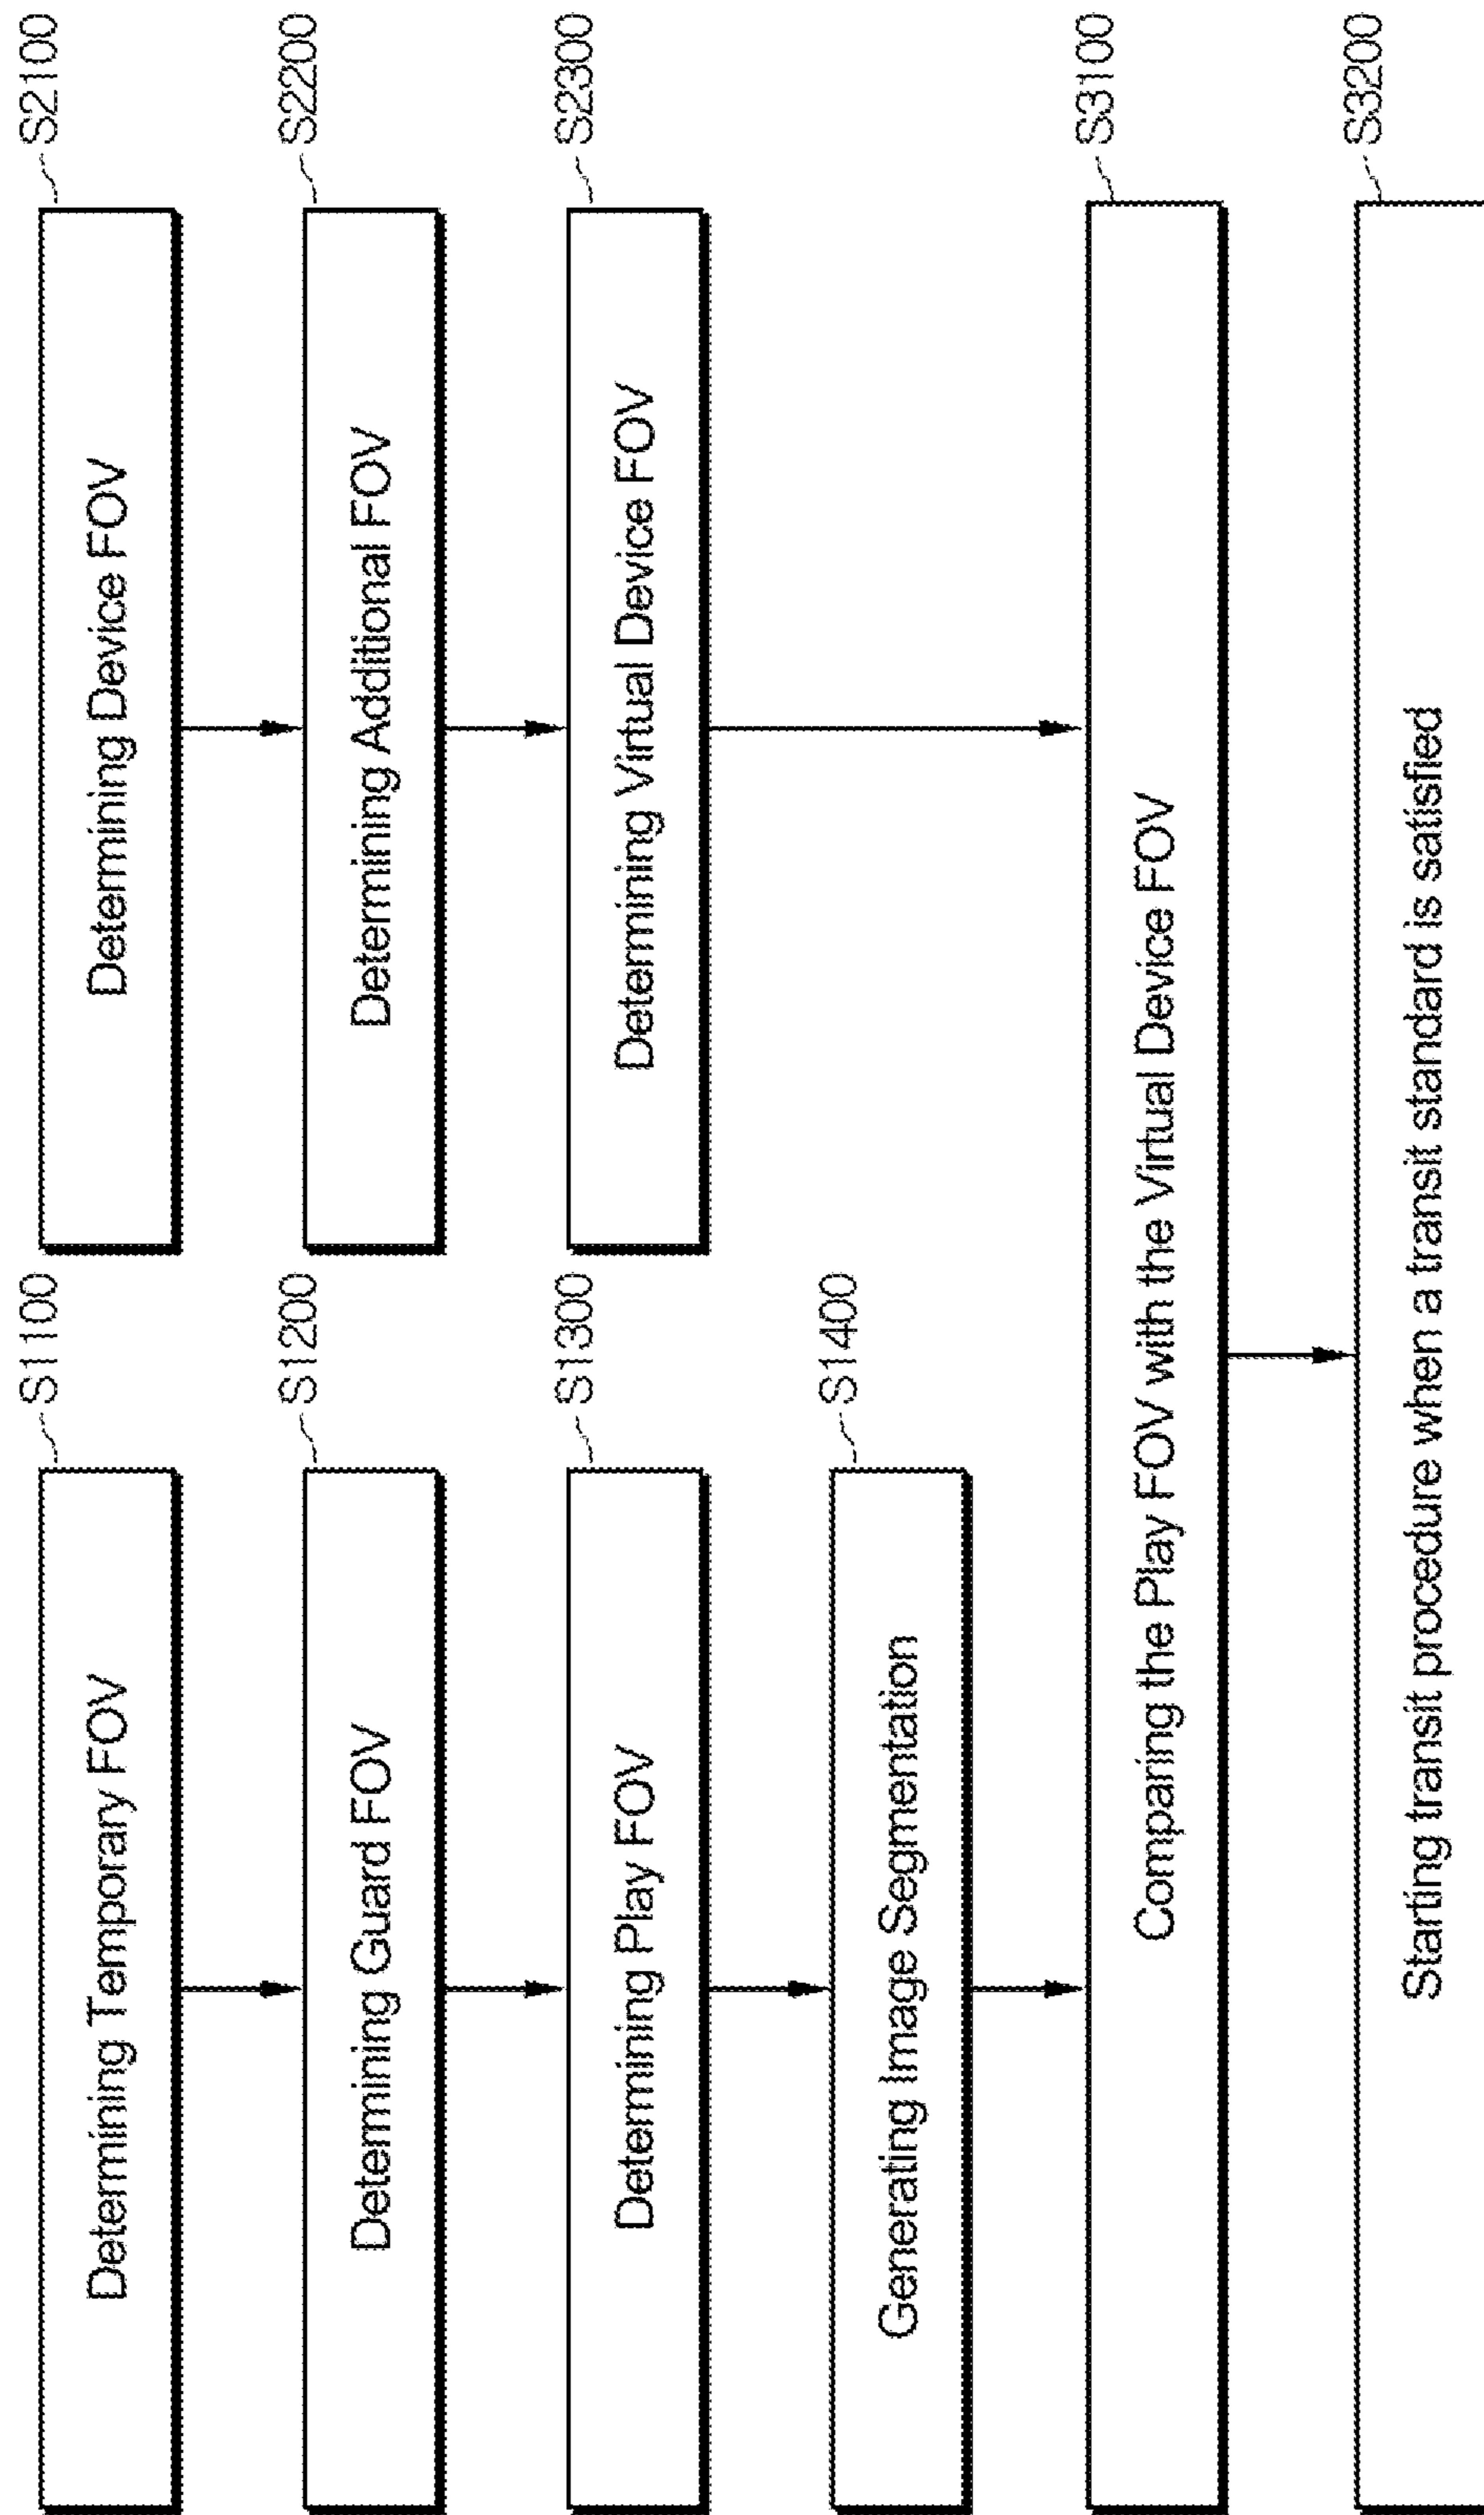 S1100
Determining Temporary FOV
S1200
Determining Guard FOV
S1300
Determining Play FOV
S1400
Generating Image Segmentation
S2100
Determining Device FOV
S2200
Determining Additional FOV
S2300
Determining Virtual Device FOV
S3100
Comparing the Play FOV with the Virtual Device FOV
S3200
Starting transit procedure when a transit standard is satisfied